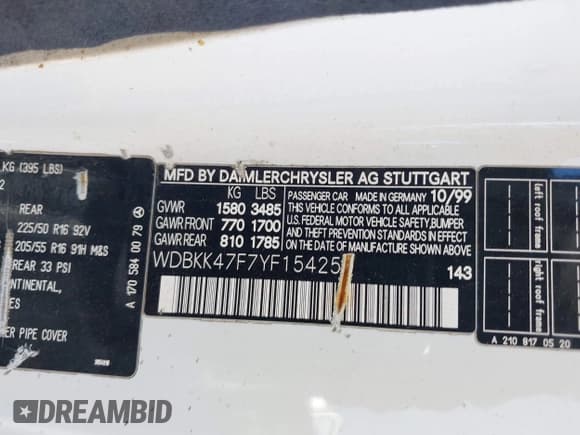 KG (395 LBS)
2
REAR
225/50 R16 92V
205/55 R16 91H M&S
REAR 33 PSI
ONTINENTAL,
ES
ER PIPE COVER
A 170 584 00 79
MFD BY DAIMLERCHRYSLER AG STUTTGART
KG LBS
GVWR 1580 3485
GAWR FRONT 770 1700
GAWR REAR 810 1785
PASSENGER CAR MADE IN GERMANY 10/99
THIS VEHICLE CONFORMS TO ALL APPLICABLE
U.S. FEDERAL MOTOR VEHICLE SAFETY,BUMPER
AND THEFT PREVENTION STANDARDS IN EFFECT
ON THE DATE OF MANUFACTURE SHOWN ABOVE
WDBKK47F7YF15425
143
left roof frame
right roof frame
A 210 817 05 20
DREAMBID